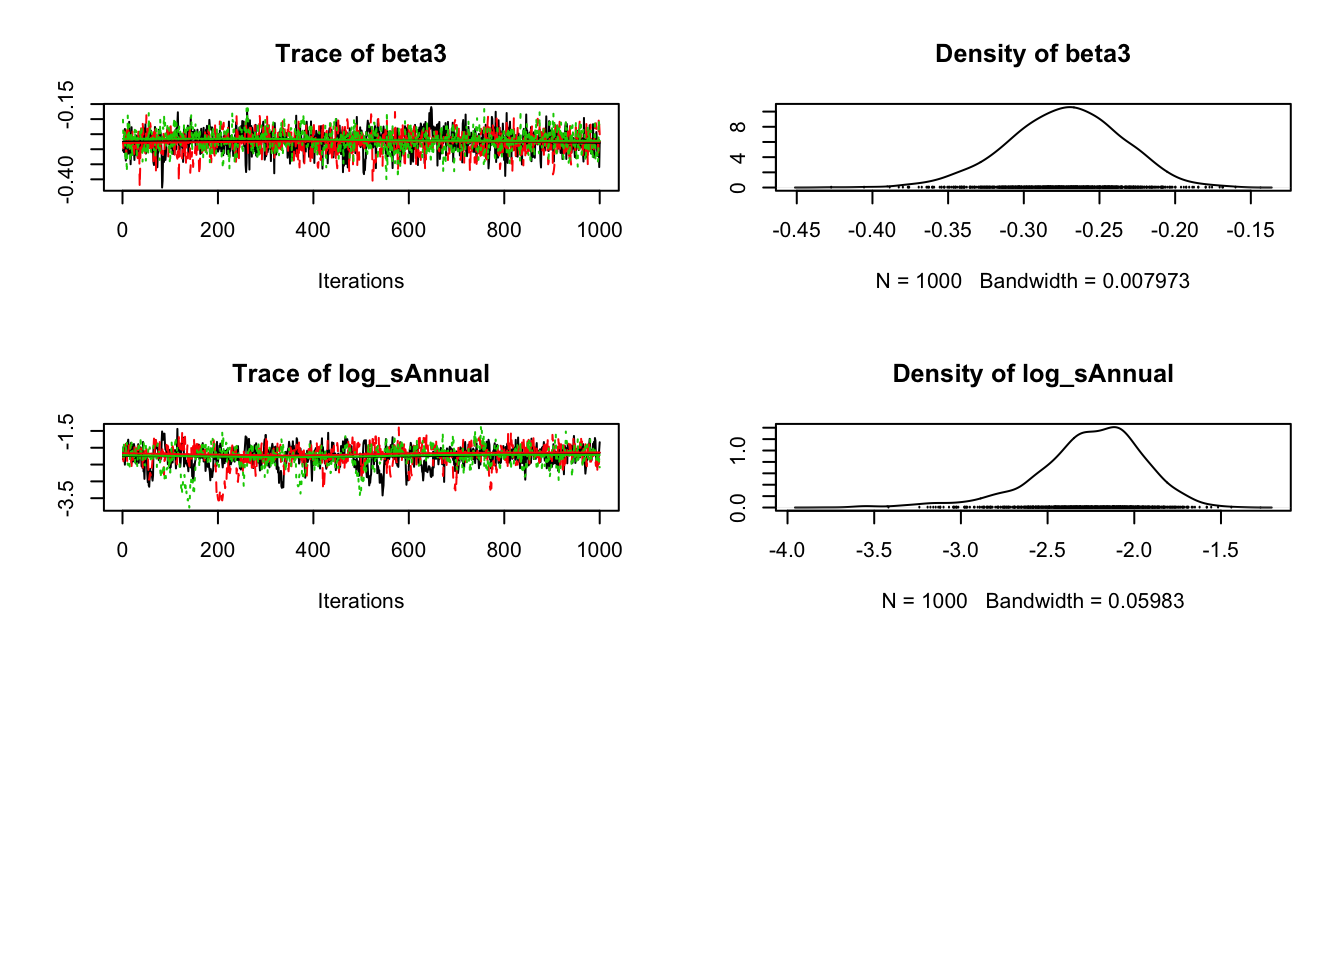 Trace of beta3
-0.15
-0.40
0 200 400 600 800 1000
Iterations
Density of beta3
8
4
0
-0.45 -0.40 -0.35 -0.30 -0.25 -0.20 -0.15
N = 1000 Bandwidth = 0.007973
Trace of log_sAnnual
-1.5
-3.5
0 200 400 600 800 1000
Iterations
Density of log_sAnnual
1.0
0.0
-4.0 -3.5 -3.0 -2.5 -2.0 -1.5
N = 1000 Bandwidth = 0.05983